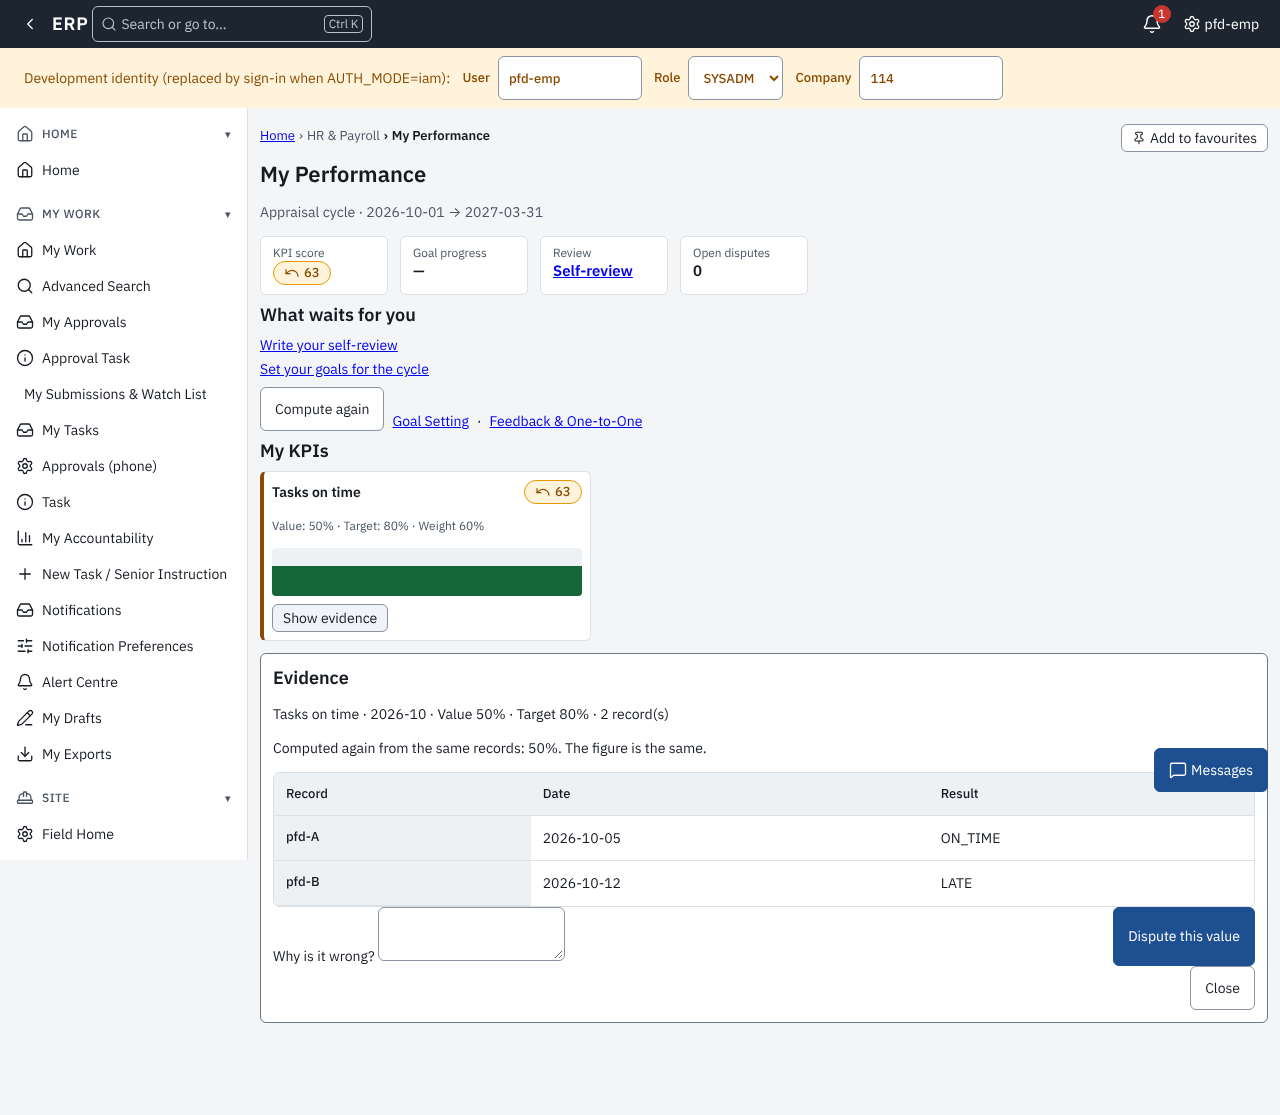 ERP
Search or go to...
Ctrl K
1
pfd-emp
Development identity (replaced by sign-in when AUTH_MODE=iam):
User
pfd-emp
Role
SYSADM
Company
114
HOME
Home
MY WORK
My Work
Advanced Search
My Approvals
Approval Task
My Submissions & Watch List
My Tasks
Approvals (phone)
Task
My Accountability
New Task / Senior Instruction
Notifications
Notification Preferences
Alert Centre
My Drafts
My Exports
SITE
Field Home
Home › HR & Payroll › My Performance
Add to favourites
My Performance
Appraisal cycle · 2026-10-01 → 2027-03-31
KPI score
63
Goal progress
—
Review
Self-review
Open disputes
0
What waits for you
Write your self-review
Set your goals for the cycle
Compute again
Goal Setting · Feedback & One-to-One
My KPIs
Tasks on time
63
Value: 50% · Target: 80% · Weight 60%
Show evidence
Evidence
Tasks on time · 2026-10 · Value 50% · Target 80% · 2 record(s)
Computed again from the same records: 50%. The figure is the same.
Messages
Record Date Result
pfd-A 2026-10-05 ON_TIME
pfd-B 2026-10-12 LATE
Why is it wrong?
Dispute this value
Close